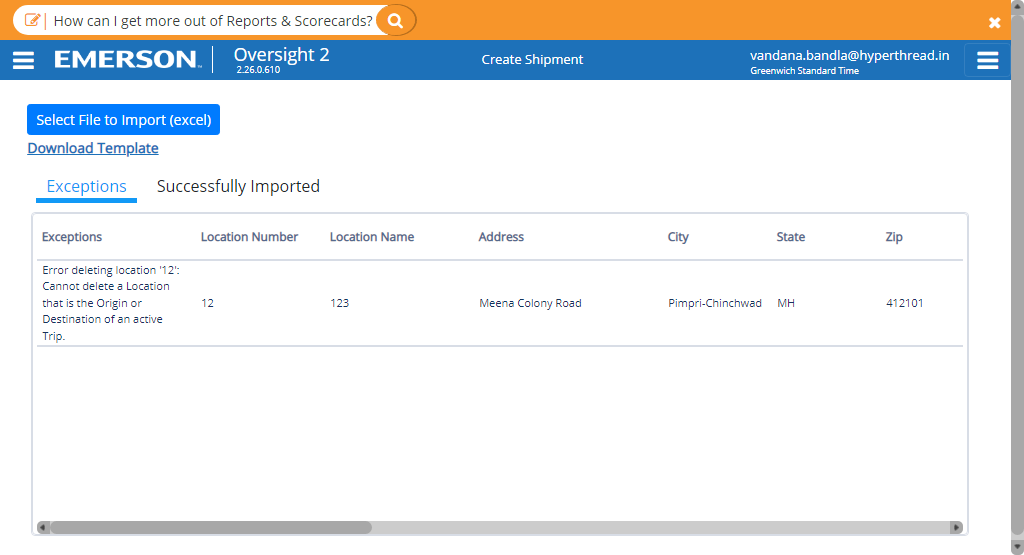 How can I get more out of Reports & Scorecards?
EMERSON™
Oversight 2
2.26.0.610
Create Shipment
vandana.bandla@hyperthread.in
Greenwich Standard Time
Select File to Import (excel)
Download Template
Exceptions Successfully Imported
Exceptions Location Number Location Name Address City State Zip
Error deleting location '12':
Cannot delete a Location
that is the Origin or 12 123 Meena Colony Road Pimpri-Chinchwad MH 412101
Destination of an active
Trip.